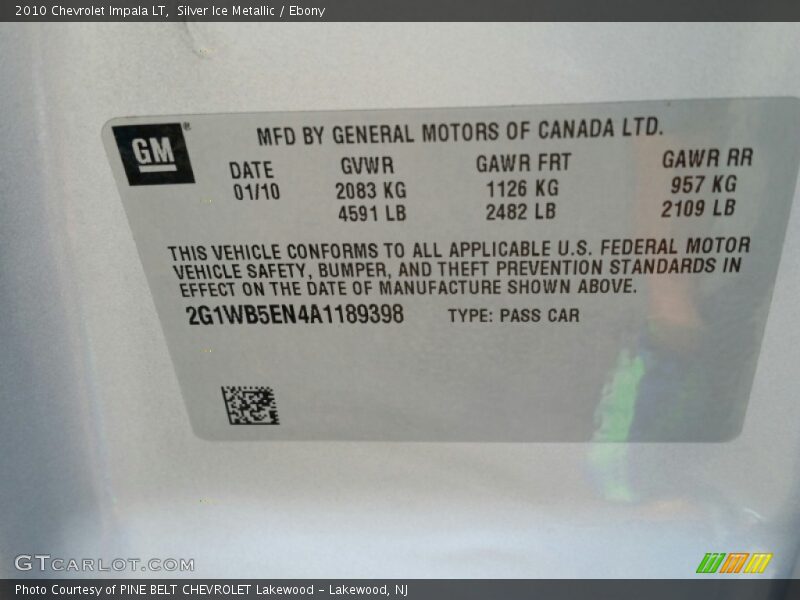 2010 Chevrolet Impala LT,  Silver Ice Metallic / Ebony
GM®
MFD BY GENERAL MOTORS OF CANADA LTD.
DATE GVWR GAWR FRT GAWR RR
01/10 2083 KG 1126 KG 957 KG
4591 LB 2482 LB 2109 LB
THIS VEHICLE CONFORMS TO ALL APPLICABLE U.S. FEDERAL MOTOR
VEHICLE SAFETY, BUMPER, AND THEFT PREVENTION STANDARDS IN
EFFECT ON THE DATE OF MANUFACTURE SHOWN ABOVE.
2G1WB5EN4A1189398 TYPE: PASS CAR
GTCARLOT.COM
Photo Courtesy of PINE BELT CHEVROLET Lakewood - Lakewood, NJ